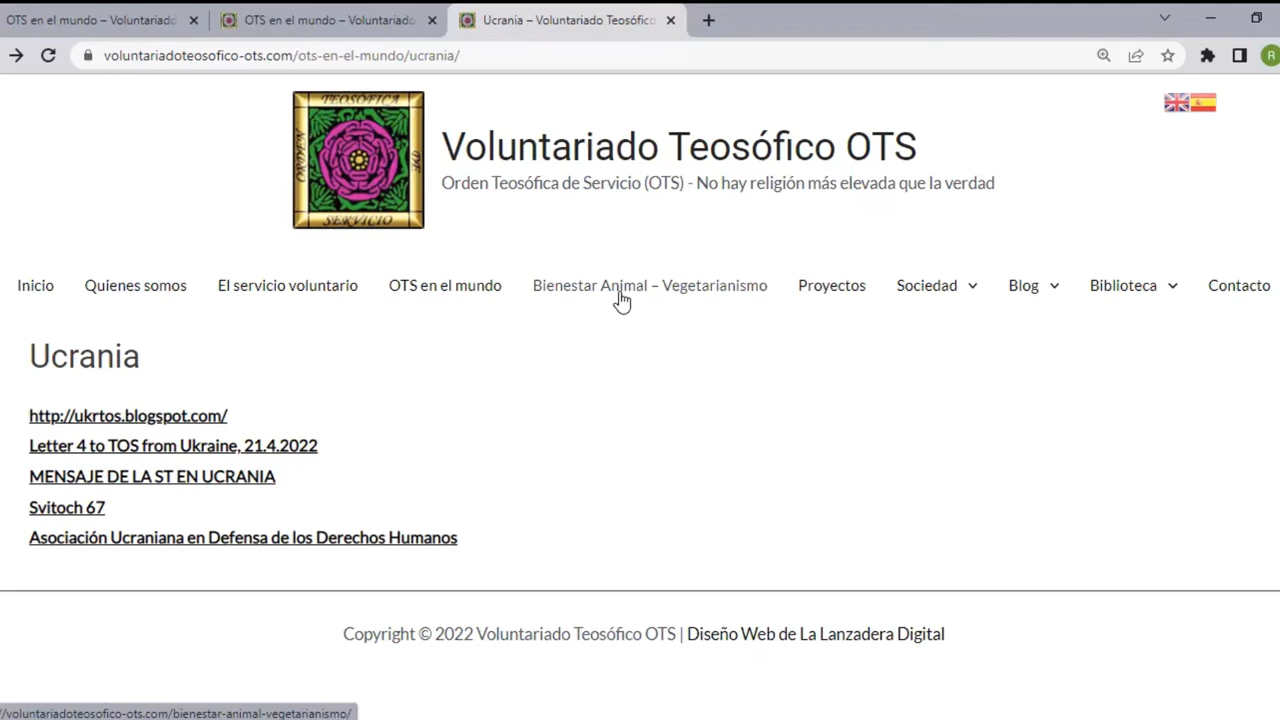 OTS en el mundo – Voluntariado
OTS en el mundo – Voluntariado
Ucrania – Voluntariado Teosófico
voluntariadoteosofico-ots.com/ots-en-el-mundo/ucrania/
R
TEOSÓFICA
ORDEN
DE
SERVICIO
Voluntariado Teosófico OTS
Orden Teosófica de Servicio (OTS) - No hay religión más elevada que la verdad
Inicio Quienes somos El servicio voluntario OTS en el mundo Bienestar Animal – Vegetarianismo Proyectos Sociedad Blog Biblioteca Contacto
Ucrania
http://ukrtos.blogspot.com/
Letter 4 to TOS from Ukraine, 21.4.2022
MENSAJE DE LA ST EN UCRANIA
Svitoch 67
Asociación Ucraniana en Defensa de los Derechos Humanos
Copyright © 2022 Voluntariado Teosófico OTS | Diseño Web de La Lanzadera Digital
//voluntariadoteosofico-ots.com/bienestar-animal-vegetarianismo/